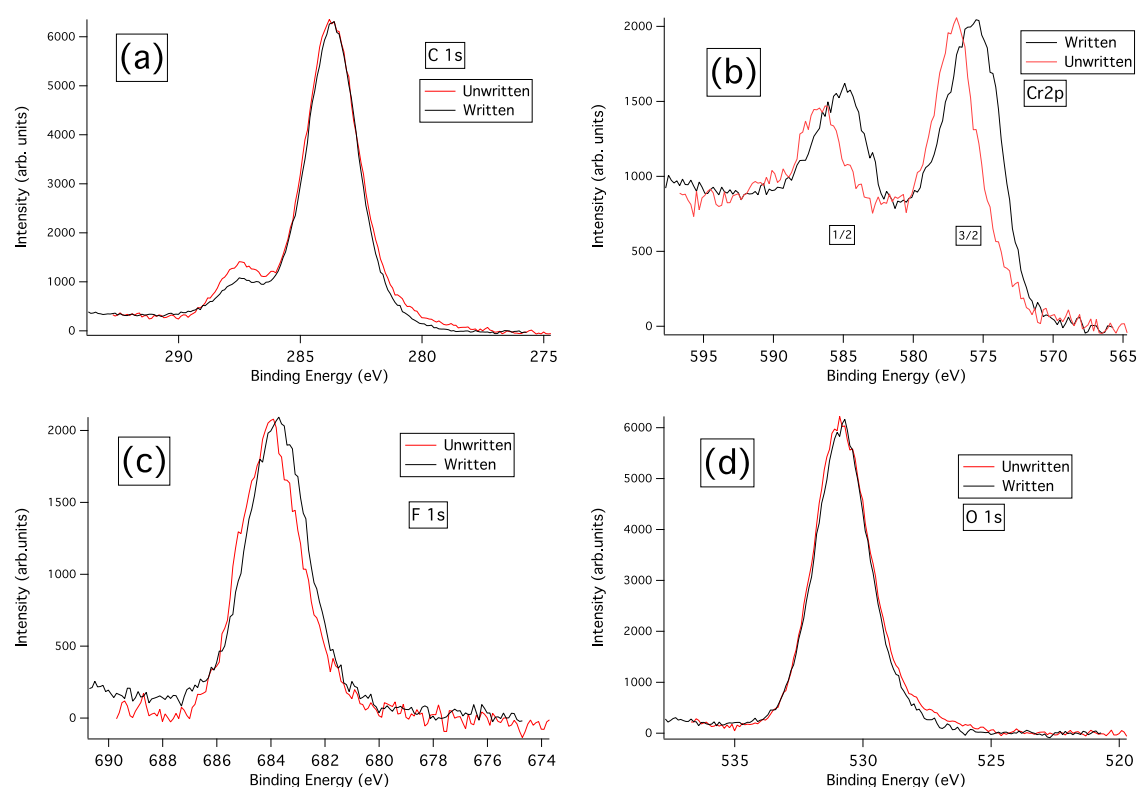 (a)
C 1s
Unwritten
Written
Intensity (arb. units)
6000
5000
4000
3000
2000
1000
0
290
285
280
275
Binding Energy (eV)
(b)
Written
Unwritten
Cr2p
1/2
3/2
Intensity (arb. units)
2000
1500
1000
500
0
595
590
585
580
575
570
565
Binding Energy (eV)
(c)
Unwritten
Written
F 1s
Intensity (arb.units)
2000
1500
1000
500
0
690
688
686
684
682
680
678
676
674
Binding Energy (eV)
(d)
Unwritten
Written
O 1s
Intensity (arb.units)
6000
5000
4000
3000
2000
1000
0
535
530
525
520
Binding Energy (eV)